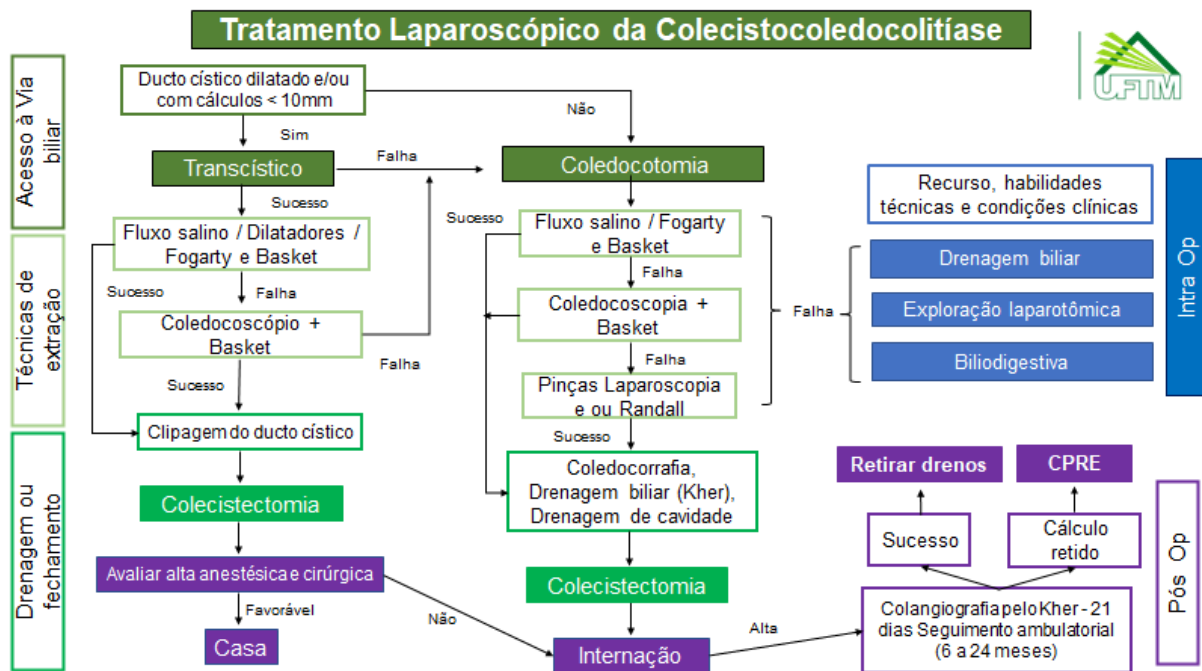 Tratamento Laparoscópico da Colecistocoledocolitíase
UFTM
Acesso à Via
biliar
Ducto cístico dilatado e/ou
com cálculos < 10mm
Não
Sim
Transcístico
Falha
Coledocotomia
Sucesso
Sucesso
Fluxo salino / Dilatadores /
Fogarty e Basket
Fluxo salino / Fogarty
e Basket
Recurso, habilidades
técnicas e condições clínicas
Intra Op
Técnicas de
extração
Sucesso
Falha
Falha
Drenagem biliar
Coledocoscópio +
Basket
Falha
Coledocoscopia +
Basket
Falha
Exploração laparotômica
Sucesso
Falha
Biliodigestiva
Pinças Laparoscopia
e ou Randall
Clipagem do ducto cístico
Sucesso
Drenagem ou
fechamento
Coledocorrafia,
Drenagem biliar (Kher),
Drenagem de cavidade
Retirar drenos
CPRE
Colecistectomia
Sucesso
Cálculo
retido
Pós Op
Avaliar alta anestésica e cirúrgica
Colecistectomia
Favorável
Não
Casa
Internação
Alta
Colangiografia pelo Kher - 21
dias Seguimento ambulatorial
(6 a 24 meses)